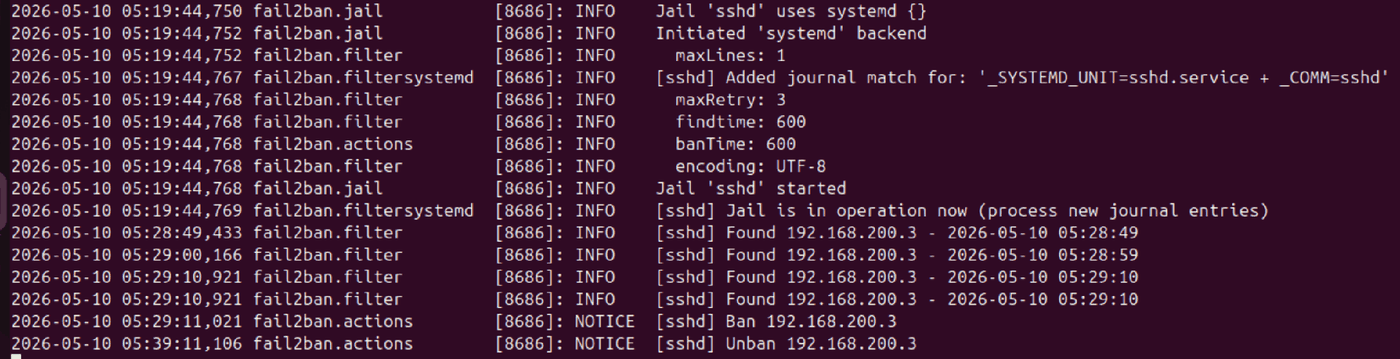 2026-05-10 05:19:44,750 fail2ban.jail [8686]: INFO Jail 'sshd' uses systemd {}
2026-05-10 05:19:44,752 fail2ban.jail [8686]: INFO Initiated 'systemd' backend
2026-05-10 05:19:44,752 fail2ban.filter [8686]: INFO maxLines: 1
2026-05-10 05:19:44,767 fail2ban.filtersystemd [8686]: INFO [sshd] Added journal match for: '_SYSTEMD_UNIT=sshd.service + _COMM=sshd'
2026-05-10 05:19:44,768 fail2ban.filter [8686]: INFO maxRetry: 3
2026-05-10 05:19:44,768 fail2ban.filter [8686]: INFO findtime: 600
2026-05-10 05:19:44,768 fail2ban.actions [8686]: INFO banTime: 600
2026-05-10 05:19:44,768 fail2ban.filter [8686]: INFO encoding: UTF-8
2026-05-10 05:19:44,768 fail2ban.jail [8686]: INFO Jail 'sshd' started
2026-05-10 05:19:44,769 fail2ban.filtersystemd [8686]: INFO [sshd] Jail is in operation now (process new journal entries)
2026-05-10 05:28:49,433 fail2ban.filter [8686]: INFO [sshd] Found 192.168.200.3 - 2026-05-10 05:28:49
2026-05-10 05:29:00,166 fail2ban.filter [8686]: INFO [sshd] Found 192.168.200.3 - 2026-05-10 05:28:59
2026-05-10 05:29:10,921 fail2ban.filter [8686]: INFO [sshd] Found 192.168.200.3 - 2026-05-10 05:29:10
2026-05-10 05:29:10,921 fail2ban.filter [8686]: INFO [sshd] Found 192.168.200.3 - 2026-05-10 05:29:10
2026-05-10 05:29:11,021 fail2ban.actions [8686]: NOTICE [sshd] Ban 192.168.200.3
2026-05-10 05:39:11,106 fail2ban.actions [8686]: NOTICE [sshd] Unban 192.168.200.3